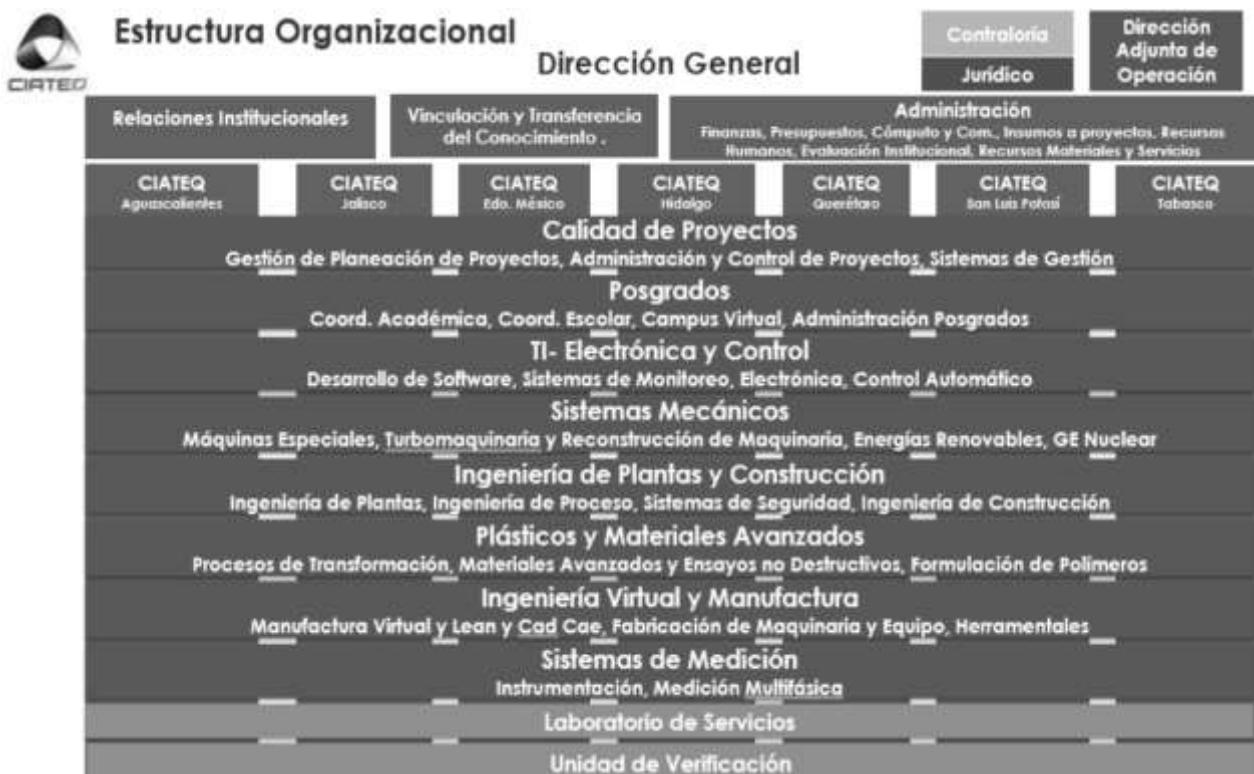 Estructura Organizacional
Dirección General
Contraloría
Jurídico
Dirección
Adjunta de
Operación
CIATEQ
Relaciones Institucionales
Vinculación y Transferencia
del Conocimiento .
Administración
Finanzas, Presupuestos, Cómputo y Com., Insumos a proyectos, Recursos
Humanos, Evaluación Institucional, Recursos Materiales y Servicios
CIATEQ
Aguascalientes
CIATEQ
Jalisco
CIATEQ
Edo. México
CIATEQ
Hidalgo
CIATEQ
Querétaro
CIATEQ
San Luis Potosí
CIATEQ
Tabasco
Calidad de Proyectos
Gestión de Planeación de Proyectos, Administración y Control de Proyectos, Sistemas de Gestión
Posgrados
Coord. Académica, Coord. Escolar, Campus Virtual, Administración Posgrados
TI- Electrónica y Control
Desarrollo de Software, Sistemas de Monitoreo, Electrónica, Control Automático
Sistemas Mecánicos
Máquinas Especiales, Turbomaquinaria y Reconstrucción de Maquinaria, Energías Renovables, GE Nuclear
Ingeniería de Plantas y Construcción
Ingeniería de Plantas, Ingeniería de Proceso, Sistemas de Seguridad, Ingeniería de Construcción
Plásticos y Materiales Avanzados
Procesos de Transformación, Materiales Avanzados y Ensayos no Destructivos, Formulación de Polímeros
Ingeniería Virtual y Manufactura
Manufactura Virtual y Lean y Cad Cae, Fabricación de Maquinaria y Equipo, Herramentales
Sistemas de Medición
Instrumentación, Medición Multifásica
Laboratorio de Servicios
Unidad de Verificación